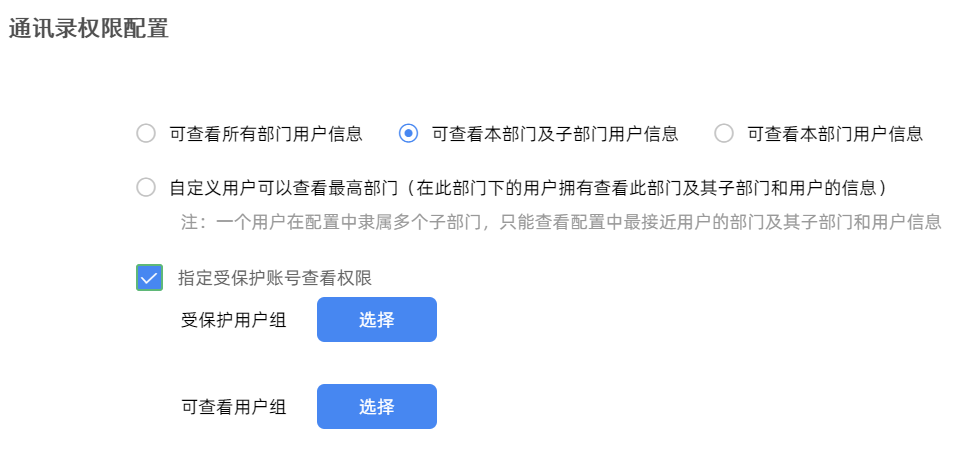 通讯录权限配置
可查看所有部门用户信息 可查看本部门及子部门用户信息 可查看本部门用户信息
自定义用户可以查看最高部门（在此部门下的用户拥有查看此部门及其子部门和用户的信息）
注：一个用户在配置中隶属多个子部门，只能查看配置中最接近用户的部门及其子部门和用户信息
指定受保护账号查看权限
受保护用户组 选择
可查看用户组 选择